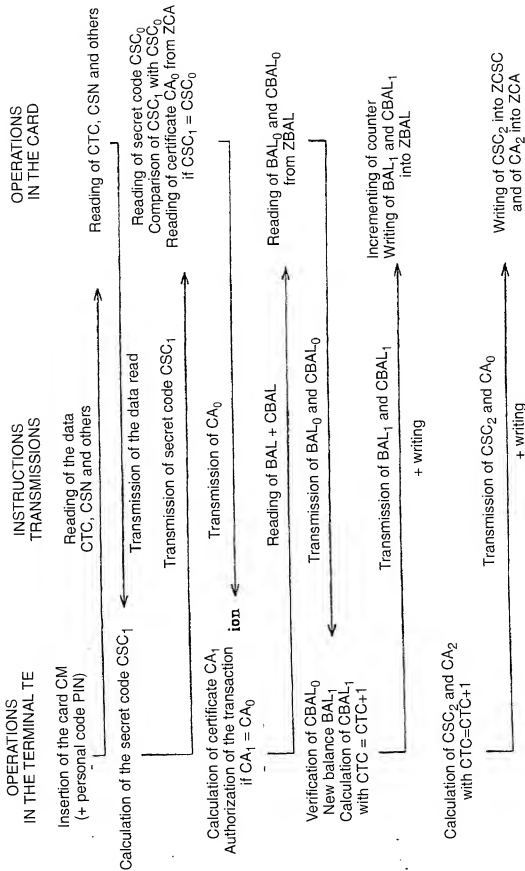 OPERATIONS
IN THE TERMINAL TE
INSTRUCTIONS
TRANSMISSIONS
OPERATIONS
IN THE CARD
Insertion of the card CM
(+ personal code PIN)
Reading of the data
CTC, CSN and others
Reading of CTC, CSN and others
Calculation of the secret code CSC₁
Transmission of the data read
Transmission of secret code CSC₁
Reading of secret code CSC₀
Comparison of CSC₁ with CSC₀
Reading of certificate CA₀ from ZCA
if CSC₁ = CSC₀
Calculation of certificate CA₁
Authorization of the transaction
if CA₁ = CA₀
ion
Transmission of CA₀
Reading of BAL + CBAL
Reading of BAL₀ and CBAL₀
from ZBAL
Transmission of BAL₀ and CBAL₀
Verification of CBAL₀
New balance BAL₁
Calculation of CBAL₁
with CTC = CTC+1
Transmission of BAL₁ and CBAL₁
+ writing
Incrementing of counter
Writing of BAL₁ and CBAL₁
into ZBAL
Calculation of CSC₂ and CA₂
with CTC=CTC+1
Transmission of CSC₂ and CA₀
+ writing
Writing of CSC₂ into ZCSC
and of CA₂ into ZCA